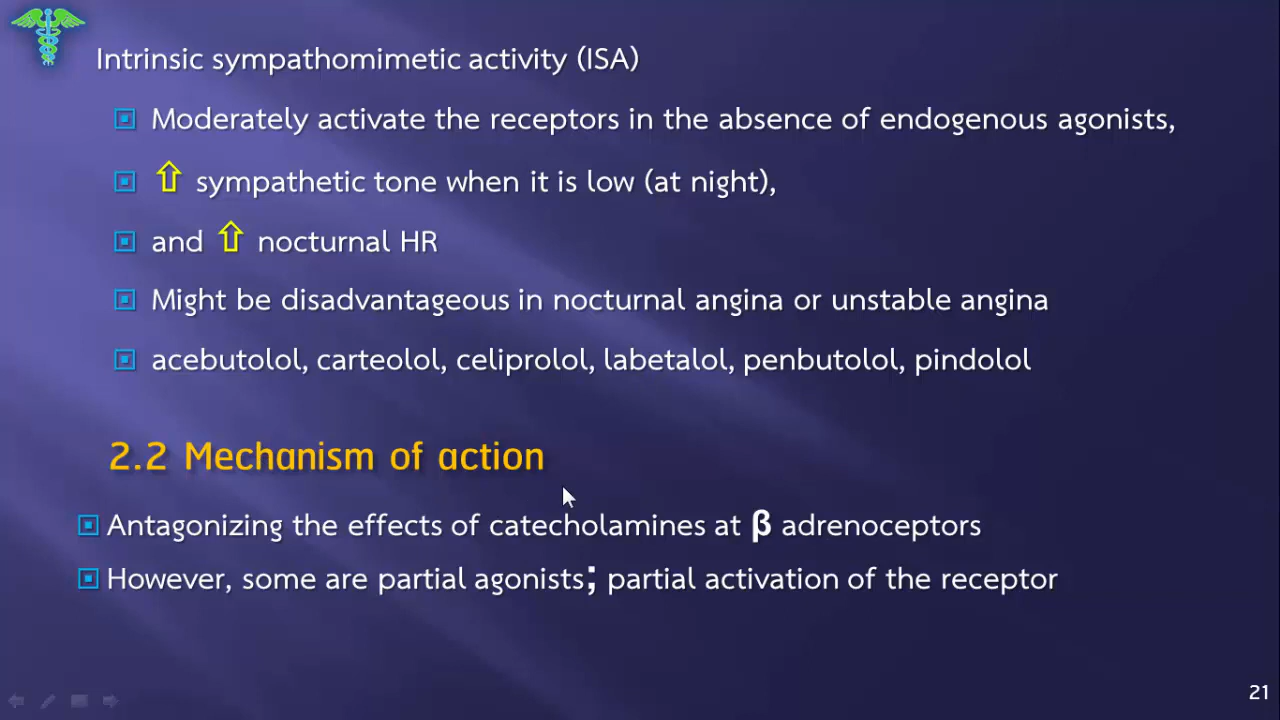 Intrinsic sympathomimetic activity (ISA)
Moderately activate the receptors in the absence of endogenous agonists,
⇧ sympathetic tone when it is low (at night),
and ⇧ nocturnal HR
Might be disadvantageous in nocturnal angina or unstable angina
acebutolol, carteolol, celiprolol, labetalol, penbutolol, pindolol
2.2 Mechanism of action
Antagonizing the effects of catecholamines at β adrenoceptors
However, some are partial agonists; partial activation of the receptor
21